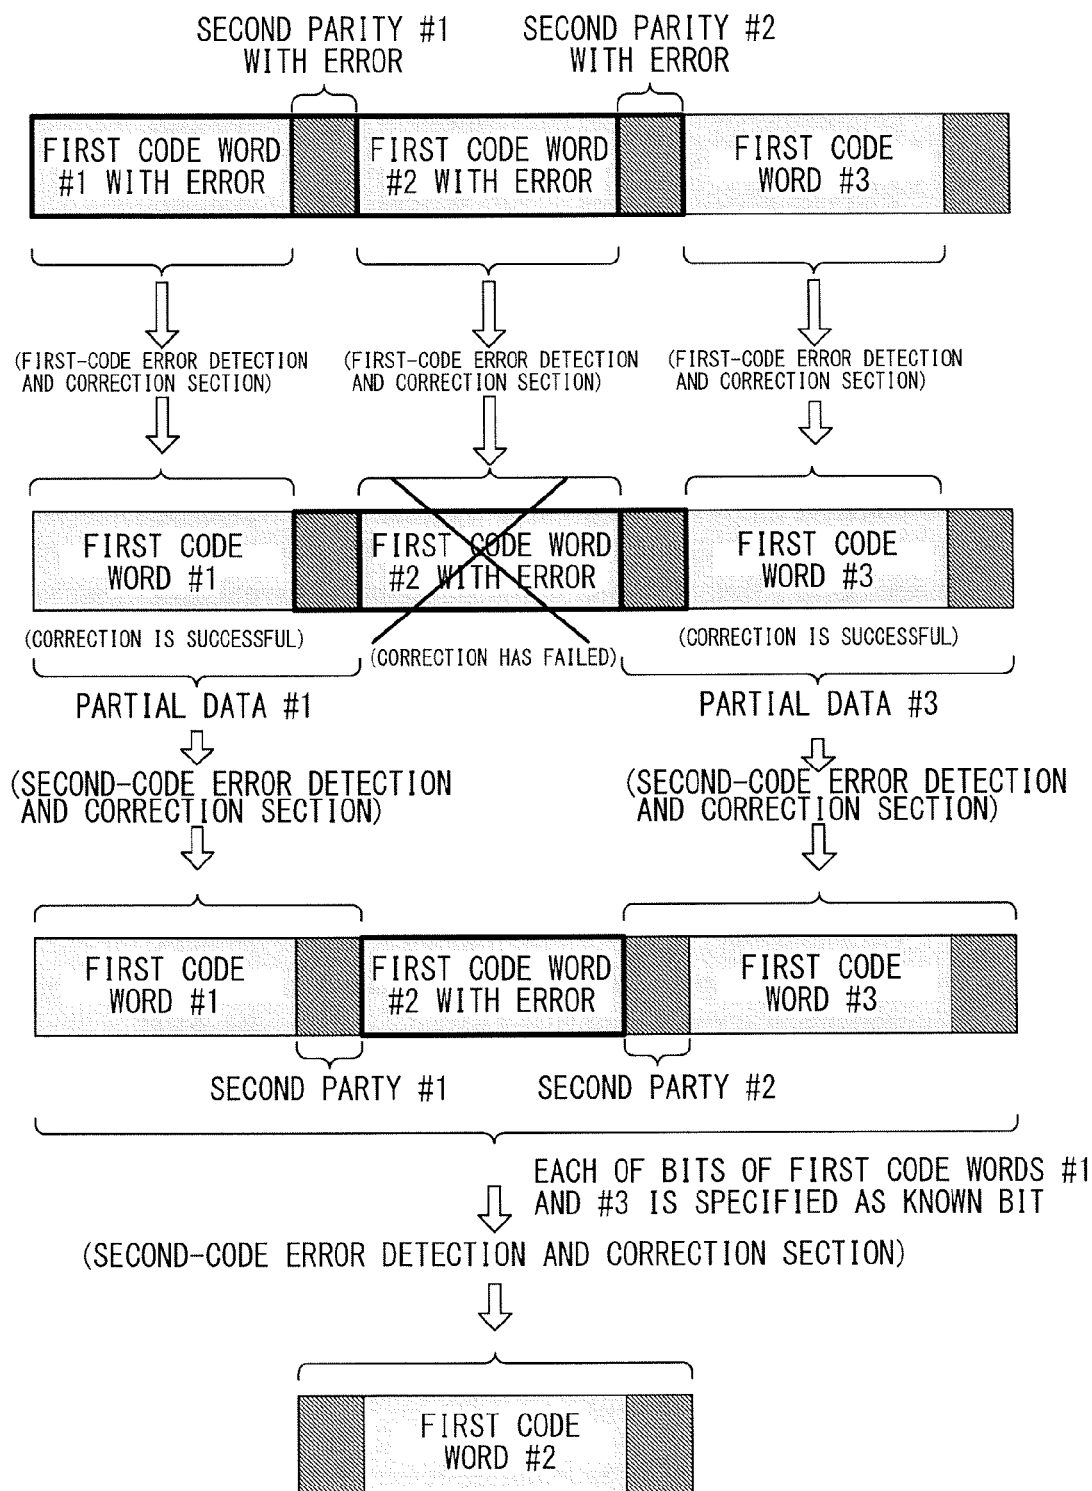 SECOND PARITY #1
WITH ERROR
SECOND PARITY #2
WITH ERROR
FIRST CODE WORD
#1 WITH ERROR
FIRST CODE WORD
#2 WITH ERROR
FIRST CODE
WORD #3
(FIRST-CODE ERROR DETECTION
AND CORRECTION SECTION)
(FIRST-CODE ERROR DETECTION
AND CORRECTION SECTION)
(FIRST-CODE ERROR DETECTION
AND CORRECTION SECTION)
FIRST CODE
WORD #1
FIRST CODE WORD
#2 WITH ERROR
FIRST CODE
WORD #3
(CORRECTION IS SUCCESSFUL)
(CORRECTION HAS FAILED)
(CORRECTION IS SUCCESSFUL)
PARTIAL DATA #1
PARTIAL DATA #3
(SECOND-CODE ERROR DETECTION
AND CORRECTION SECTION)
(SECOND-CODE ERROR DETECTION
AND CORRECTION SECTION)
FIRST CODE
WORD #1
FIRST CODE WORD
#2 WITH ERROR
FIRST CODE
WORD #3
SECOND PARTY #1
SECOND PARTY #2
EACH OF BITS OF FIRST CODE WORDS #1
AND #3 IS SPECIFIED AS KNOWN BIT
(SECOND-CODE ERROR DETECTION AND CORRECTION SECTION)
FIRST CODE
WORD #2